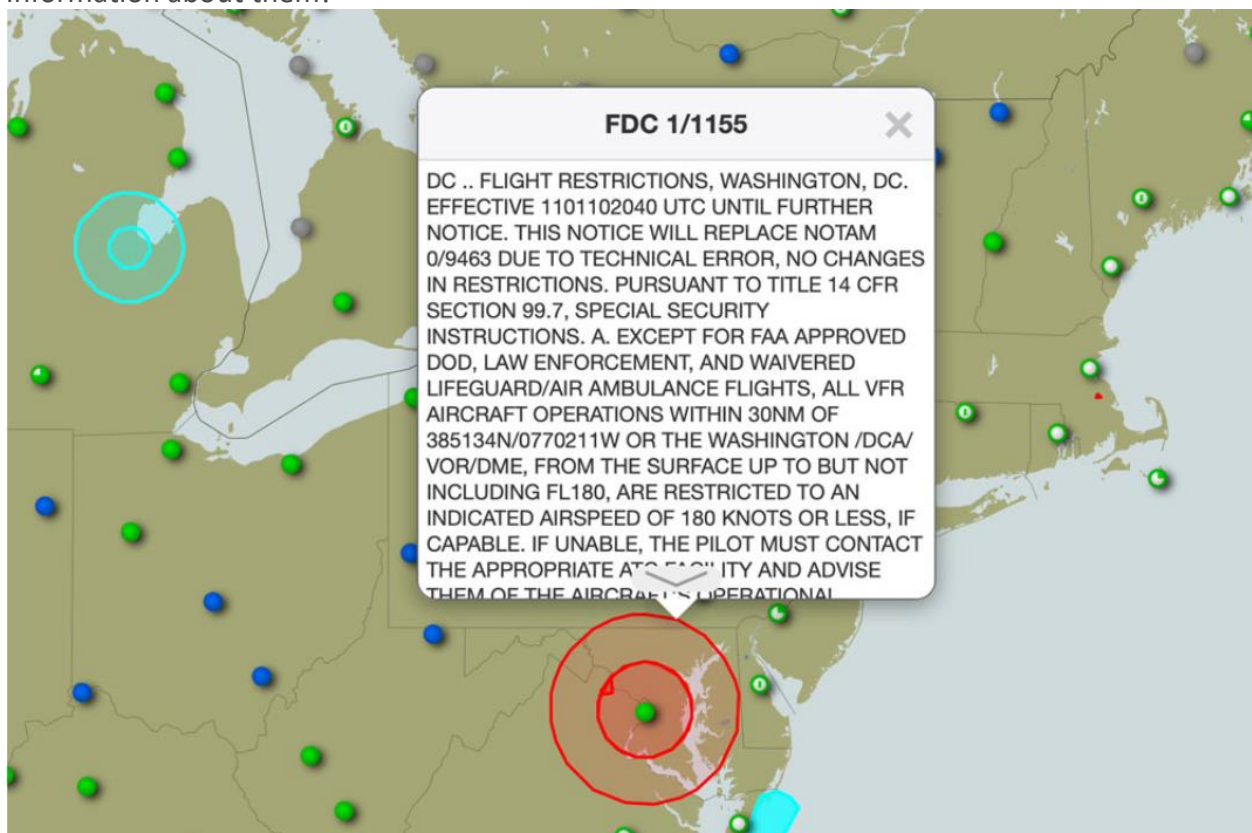 information about them.
FDC 1/1155
DC .. FLIGHT RESTRICTIONS, WASHINGTON, DC.
EFFECTIVE 1101102040 UTC UNTIL FURTHER
NOTICE. THIS NOTICE WILL REPLACE NOTAM
0/9463 DUE TO TECHNICAL ERROR, NO CHANGES
IN RESTRICTIONS. PURSUANT TO TITLE 14 CFR
SECTION 99.7, SPECIAL SECURITY
INSTRUCTIONS. A. EXCEPT FOR FAA APPROVED
DOD, LAW ENFORCEMENT, AND WAIVERED
LIFEGUARD/AIR AMBULANCE FLIGHTS, ALL VFR
AIRCRAFT OPERATIONS WITHIN 30NM OF
385134N/0770211W OR THE WASHINGTON /DCA/
VOR/DME, FROM THE SURFACE UP TO BUT NOT
INCLUDING FL180, ARE RESTRICTED TO AN
INDICATED AIRSPEED OF 180 KNOTS OR LESS, IF
CAPABLE. IF UNABLE, THE PILOT MUST CONTACT
THE APPROPRIATE ATC FACILITY AND ADVISE
THEM OF THE AIRCRAFT'S OPERATIONAL